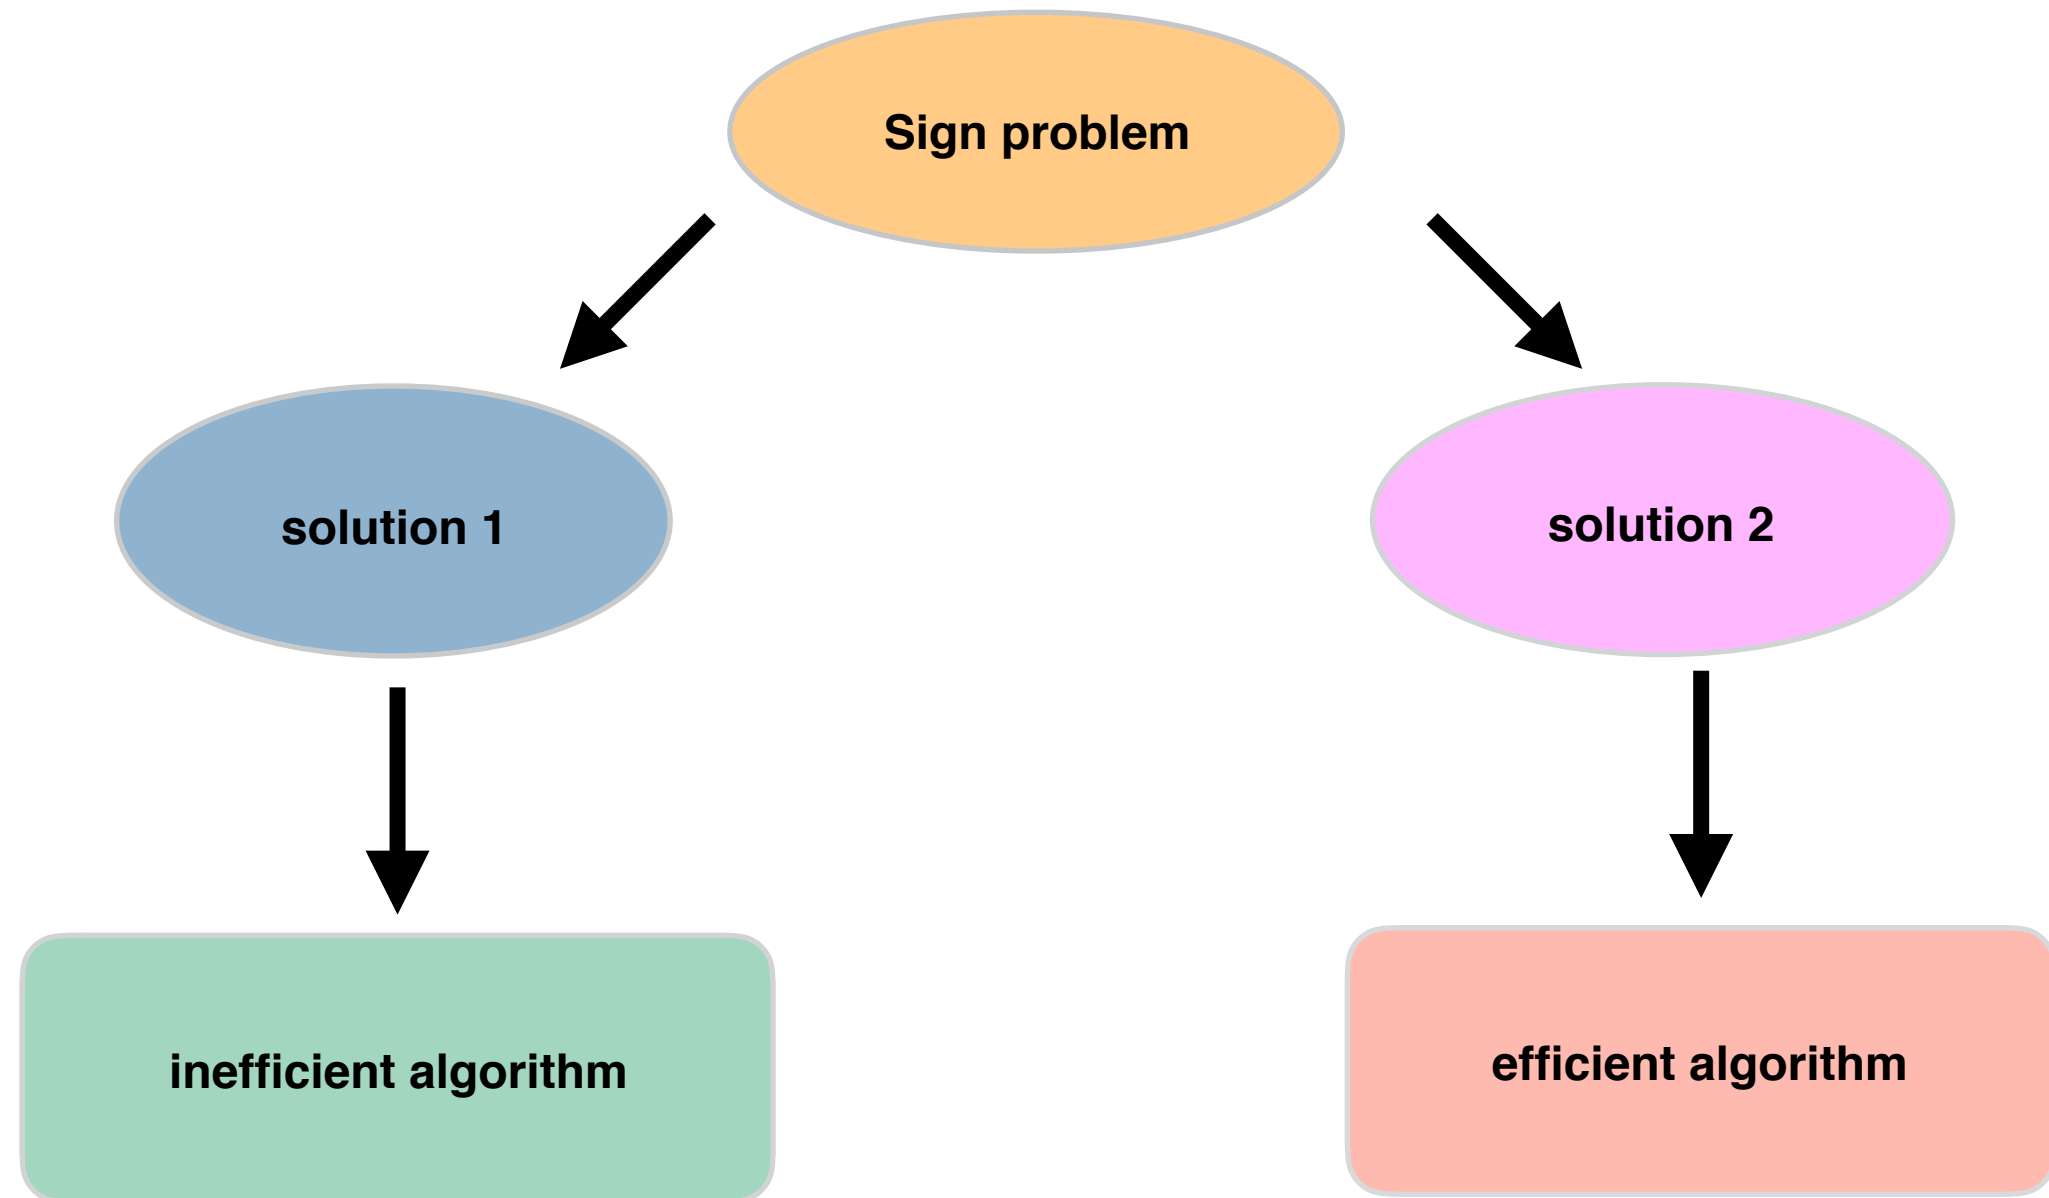 Sign problem
solution 1
solution 2
inefficient algorithm
efficient algorithm